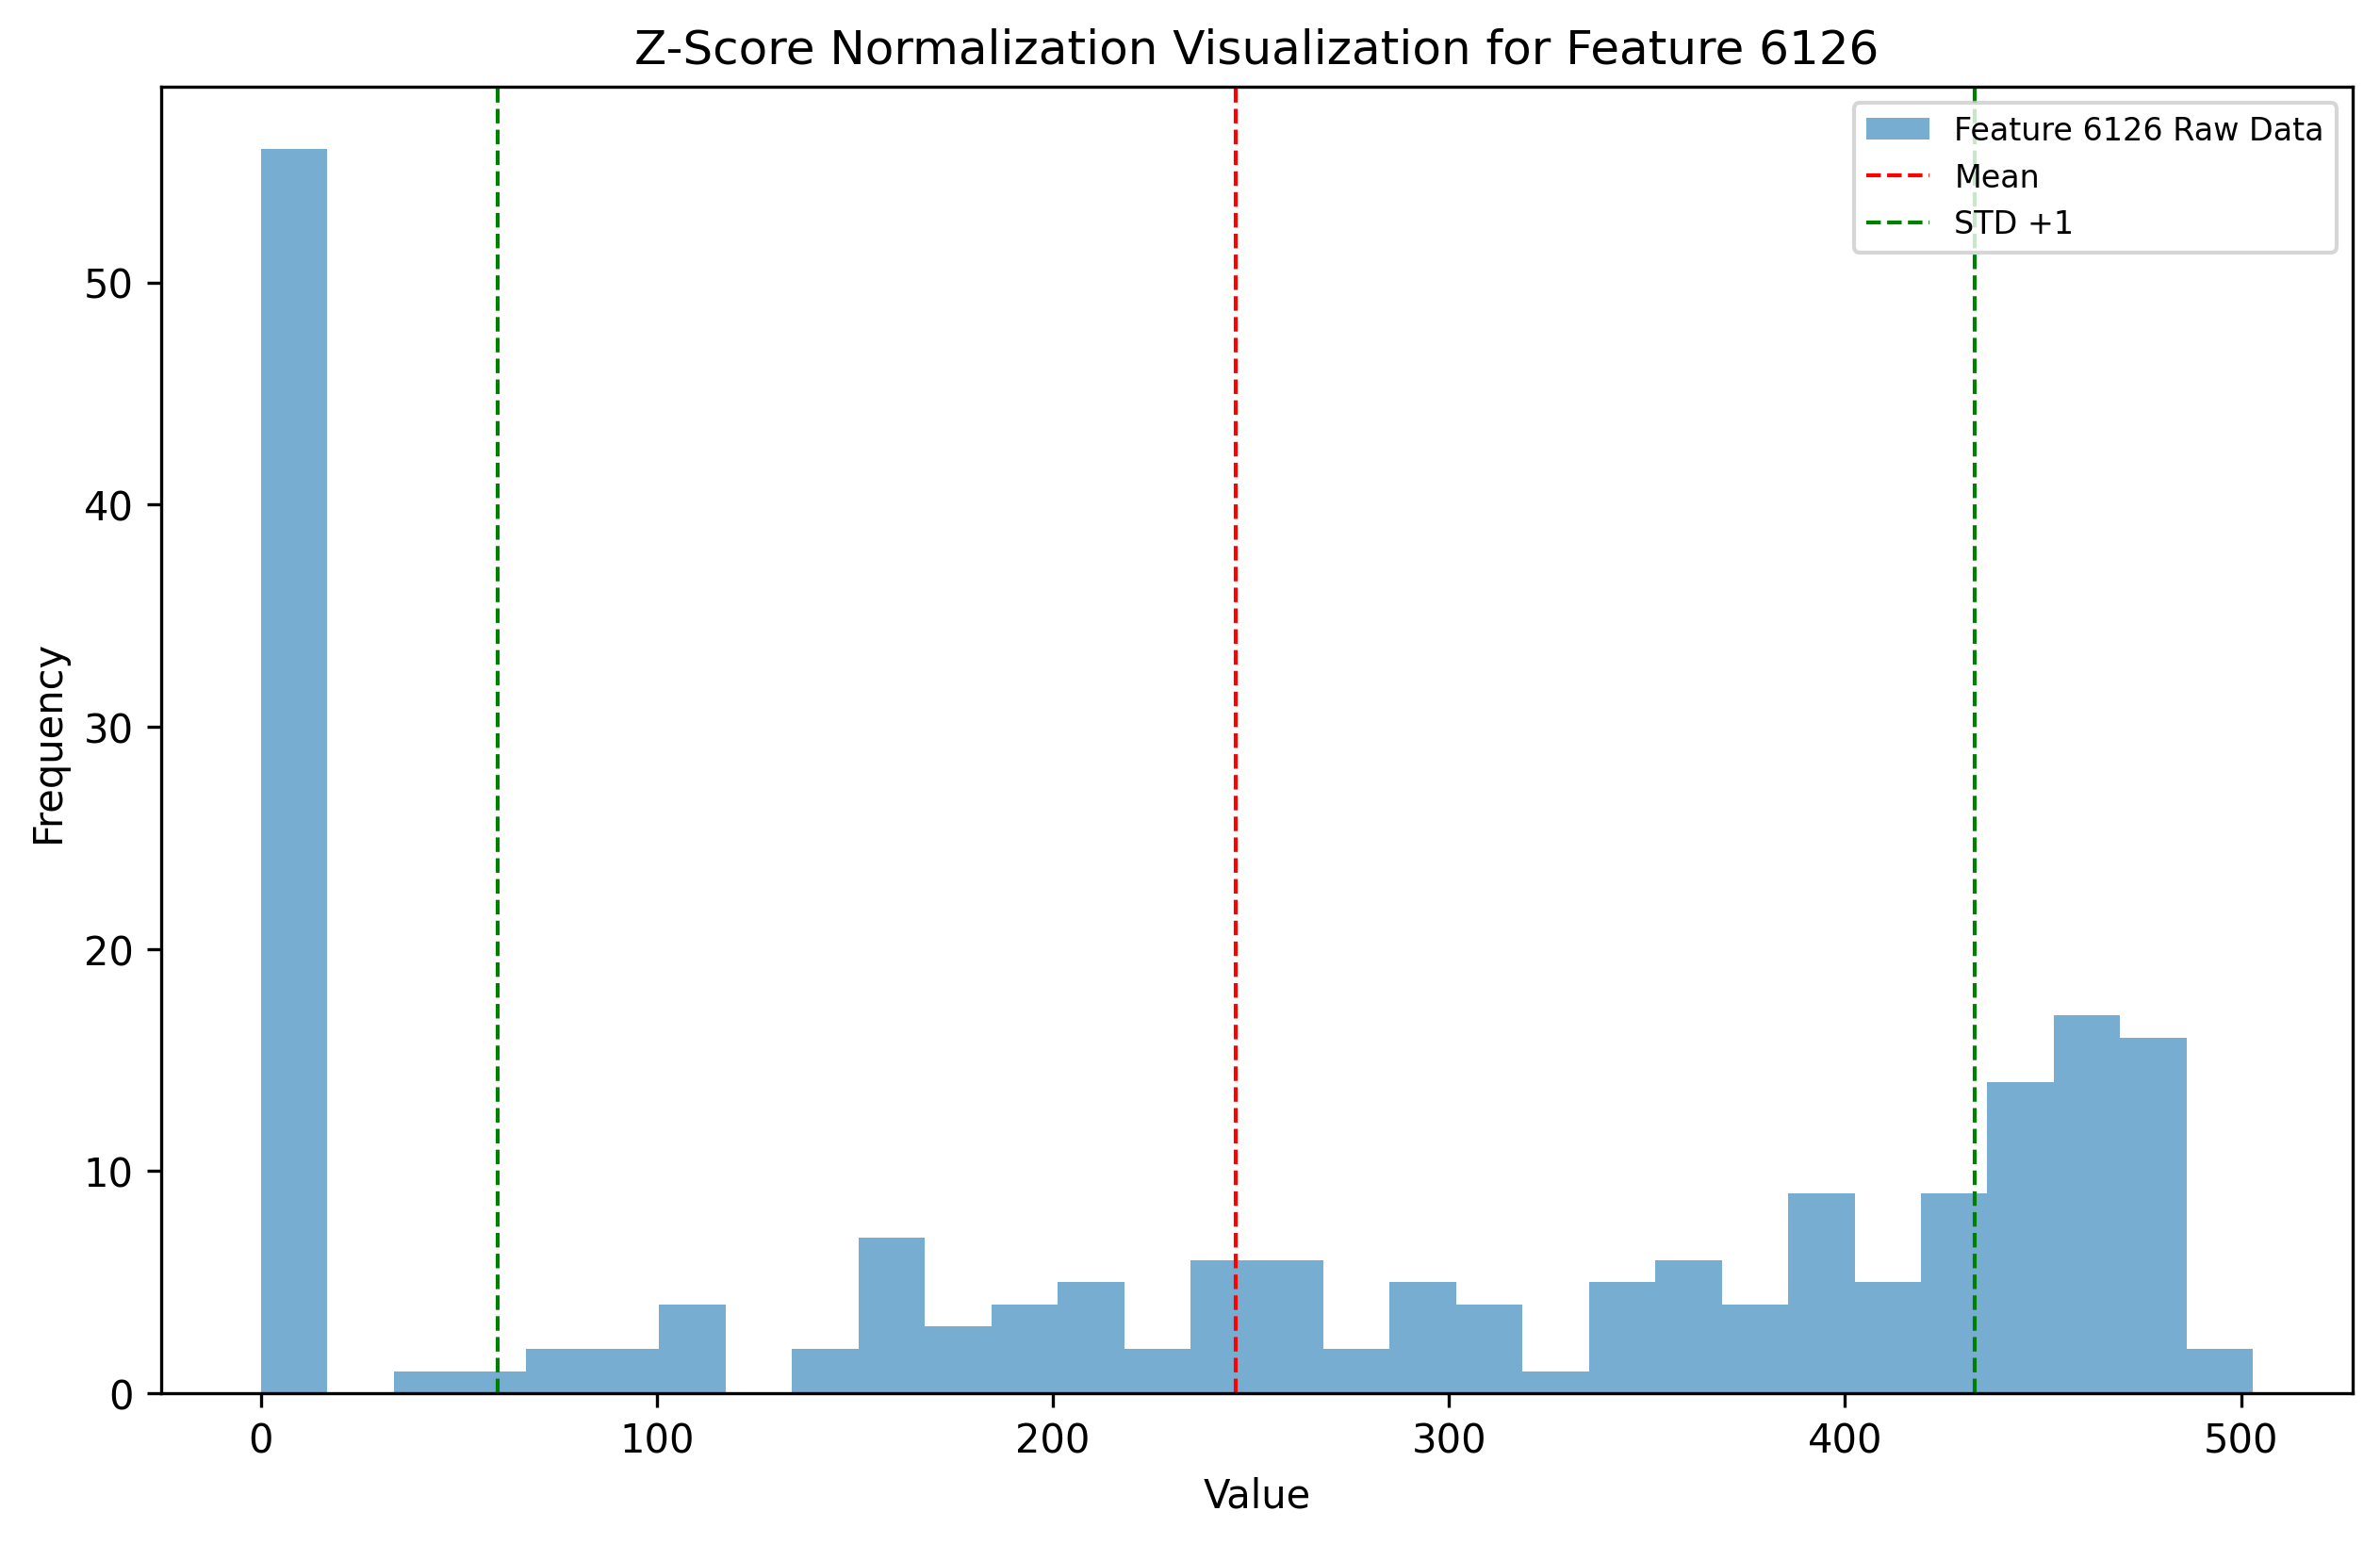 Z-Score Normalization Visualization for Feature 6126
Feature 6126 Raw Data
Mean
STD +1
Frequency
50
40
30
20
10
0
0 100 200 300 400 500
Value